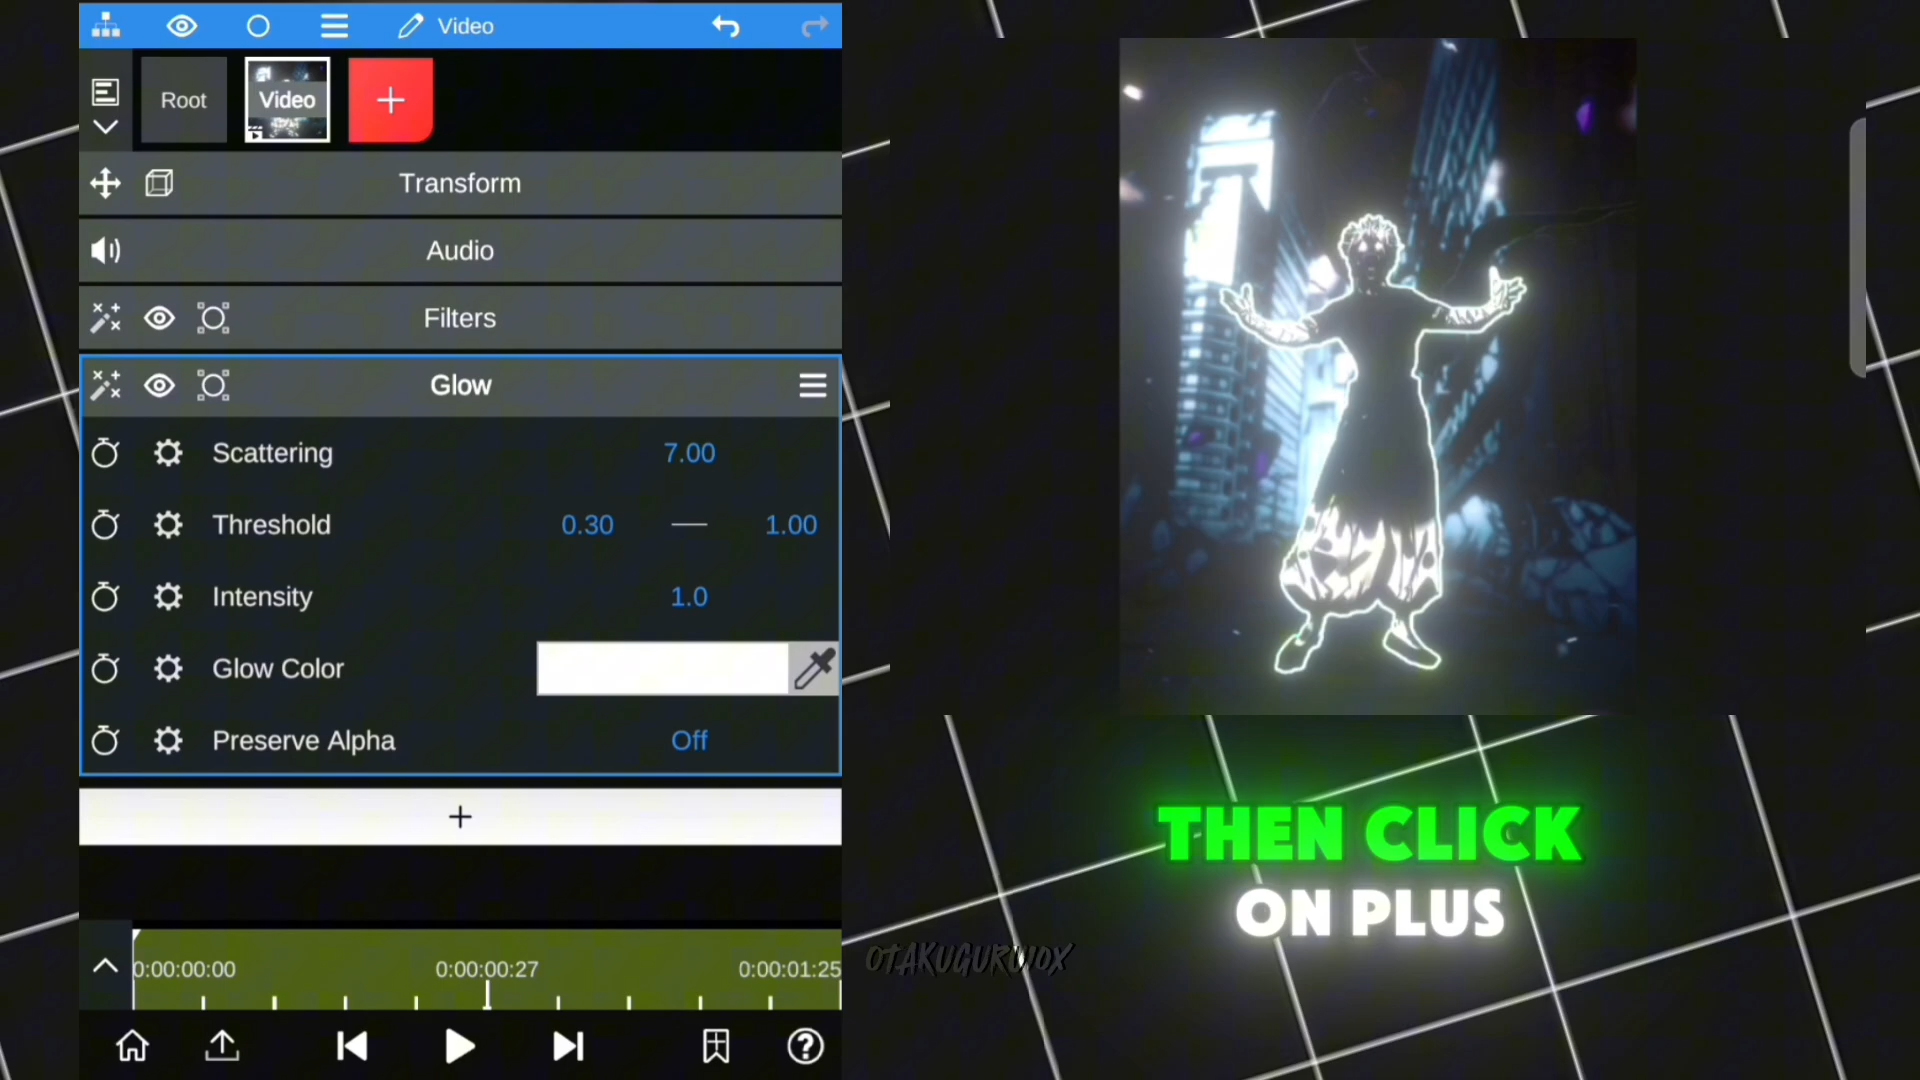 Video
Root
Video
Transform
Audio
Filters
Glow
Scattering 7.00
Threshold 0.30 — 1.00
Intensity 1.0
Glow Color
Preserve Alpha Off
+
0:00:00:00 0:00:00:27 0:00:01:25
THEN CLICK
ON PLUS
OTAKUGURUOX